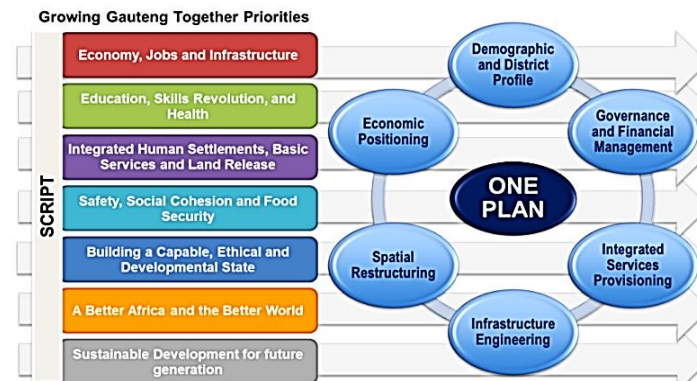 Growing Gauteng Together Priorities
SCRIPT
Economy, Jobs and Infrastructure
Education, Skills Revolution, and
Health
Integrated Human Settlements, Basic
Services and Land Release
Safety, Social Cohesion and Food
Security
Building a Capable, Ethical and
Developmental State
A Better Africa and the Better World
Sustainable Development for future
generation
Demographic
and District
Profile
Economic
Positioning
Governance
and Financial
Management
ONE
PLAN
Spatial
Restructuring
Integrated
Services
Provisioning
Infrastructure
Engineering